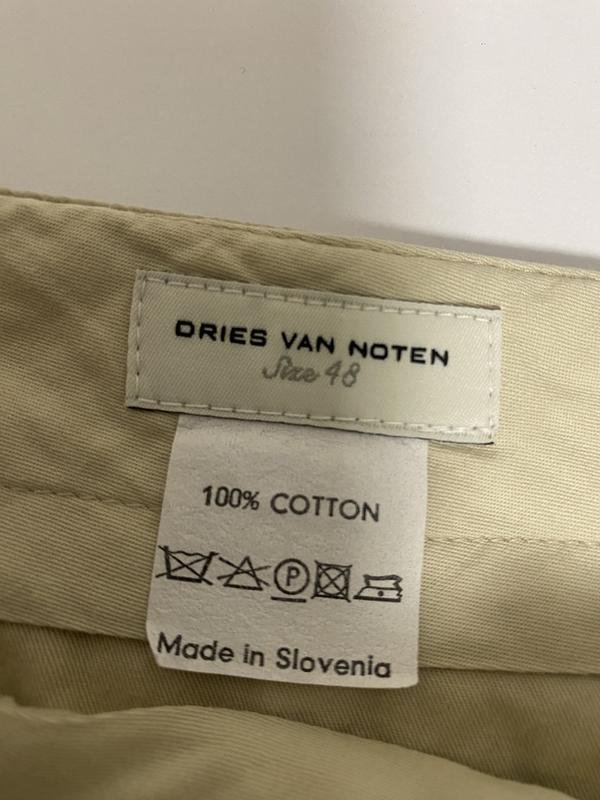 DRIES VAN NOTEN
Size 48
100% COTTON
P
Made in Slovenia